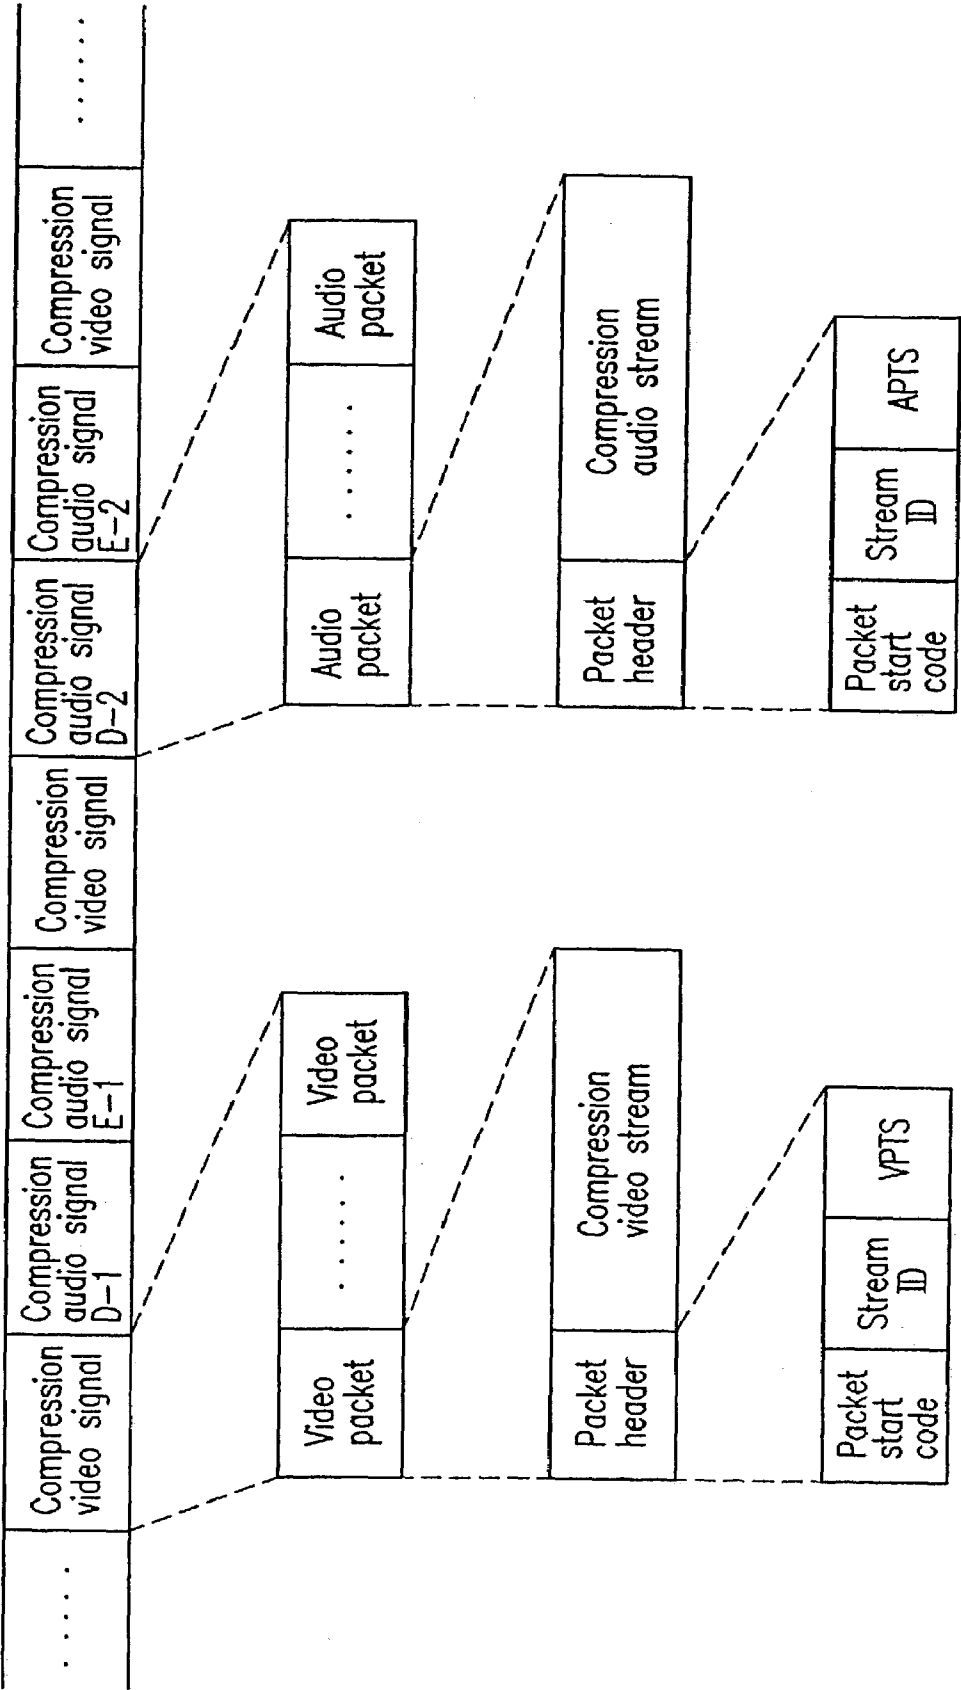 .....
Compression
video signal
Compression
audio signal
D-1
Compression
audio signal
E-1
Compression
video signal
Compression
audio signal
D-2
Compression
audio signal
E-2
Compression
video signal
......
Video
packet
......
Video
packet
Audio
packet
......
Audio
packet
Packet
header
Compression
video stream
Packet
header
Compression
audio stream
Packet
start
code
Stream
ID
VPTS
Packet
start
code
Stream
ID
APTS